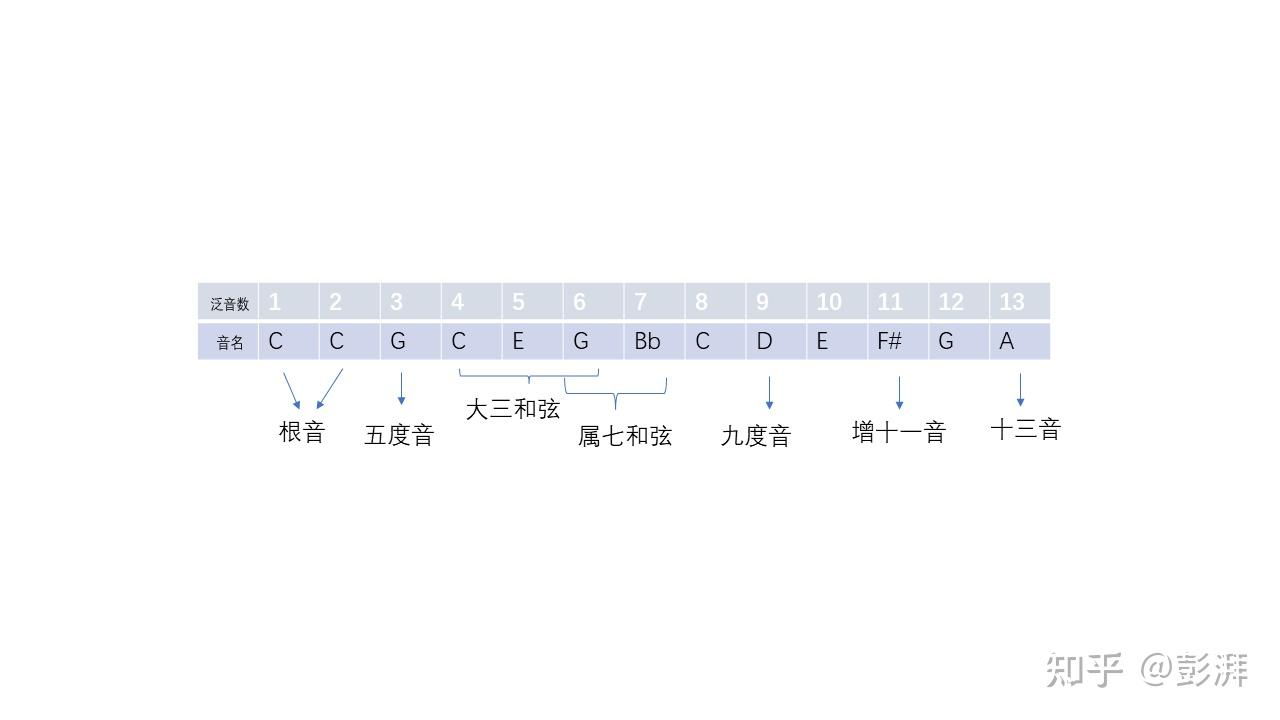 泛音数 1 2 3 4 5 6 7 8 9 10 11 12 13
音名 C C G C E G Bb C D E F# G A
根音 五度音 大三和弦 属七和弦 九度音 增十一音 十三音
知乎 @彭湃